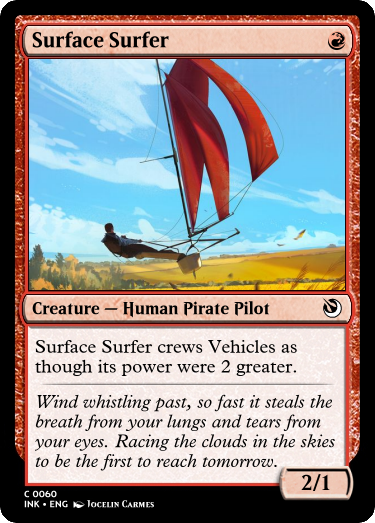 Surface Surfer
Creature — Human Pirate Pilot
Surface Surfer crews Vehicles as
though its power were 2 greater.
Wind whistling past, so fast it steals the
breath from your lungs and tears from
your eyes. Racing the clouds in the skies
to be the first to reach tomorrow.
2/1
C 0060
INK • ENG Jocelin Carmes